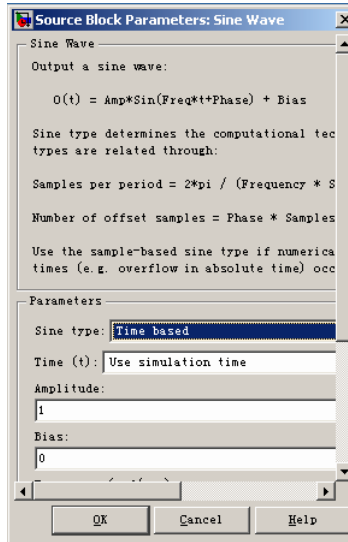 Source Block Parameters: Sine Wave
Sine Wave
Output a sine wave:
O(t) = Amp*Sin(Freq*t+Phase) + Bias
Sine type determines the computational tec
types are related through:
Samples per period = 2*pi / (Frequency * S
Number of offset samples = Phase * Samples
Use the sample-based sine type if numerica
times (e.g. overflow in absolute time) occ
Parameters
Sine type: Time based
Time (t): Use simulation time
Amplitude:
1
Bias:
0
OK Cancel Help